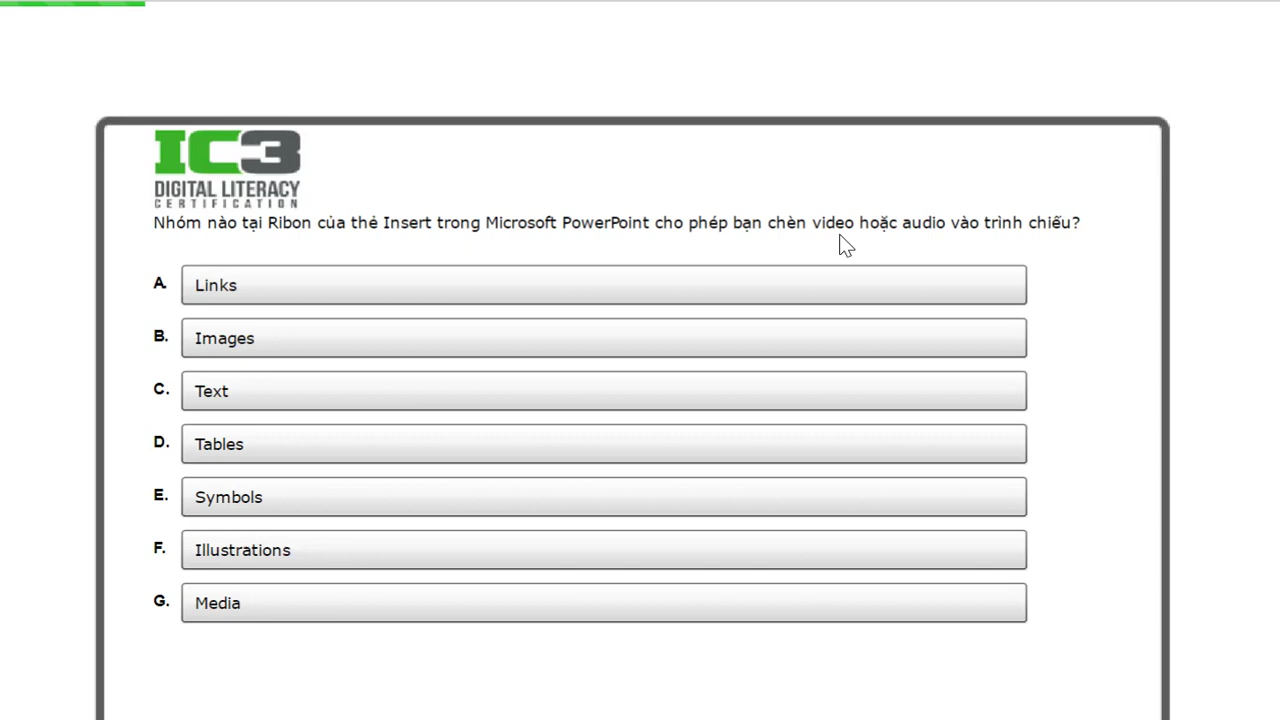 IC3
DIGITAL LITERACY
CERTIFICATION
Nhóm nào tại Ribon của thẻ Insert trong Microsoft PowerPoint cho phép bạn chèn video hoặc audio vào trình chiếu?
A. Links
B. Images
C. Text
D. Tables
E. Symbols
F. Illustrations
G. Media